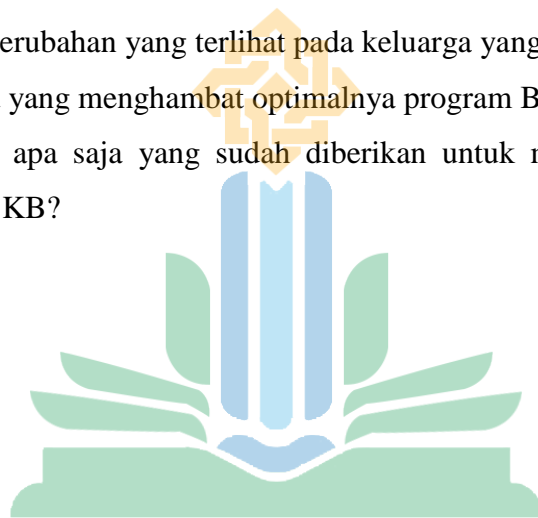 erubahan yang terlihat pada keluarga yang
yang menghambat optimalnya program B
apa saja yang sudah diberikan untuk
KB?